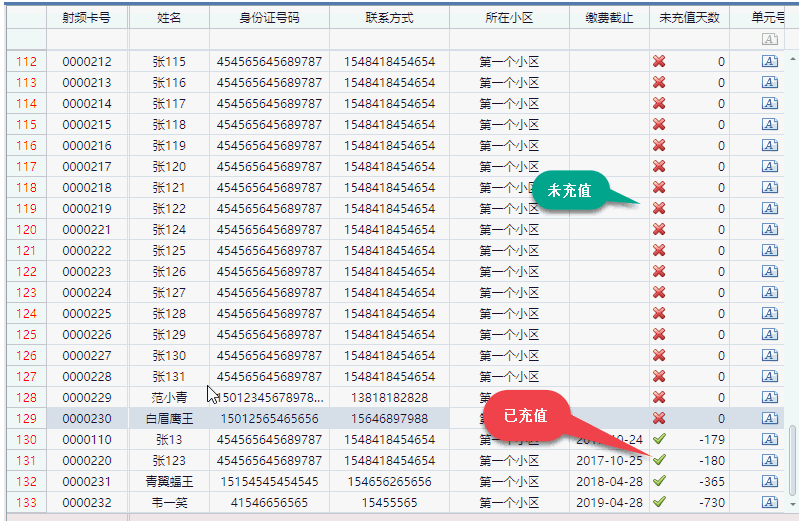 射频卡号 姓名 身份证号码 联系方式 所在小区 缴费截止 未充值天数 单元号
112 0000212 张115 454565645689787 1548418454654 第一个小区 0
113 0000213 张116 454565645689787 1548418454654 第一个小区 0
114 0000214 张117 454565645689787 1548418454654 第一个小区 0
115 0000215 张118 454565645689787 1548418454654 第一个小区 0
116 0000216 张119 454565645689787 1548418454654 第一个小区 0
117 0000217 张120 454565645689787 1548418454654 第一个小区 0
118 0000218 张121 454565645689787 1548418454654 第一个小区 0
未充值
119 0000219 张122 454565645689787 1548418454654 第一个小区 0
120 0000221 张124 454565645689787 1548418454654 第一个小区 0
121 0000222 张125 454565645689787 1548418454654 第一个小区 0
122 0000223 张126 454565645689787 1548418454654 第一个小区 0
123 0000224 张127 454565645689787 1548418454654 第一个小区 0
124 0000225 张128 454565645689787 1548418454654 第一个小区 0
125 0000226 张129 454565645689787 1548418454654 第一个小区 0
126 0000227 张130 454565645689787 1548418454654 第一个小区 0
127 0000228 张131 454565645689787 1548418454654 第一个小区 0
128 0000229 范小青 15012345678978... 13818182828 第一个小区 0
129 0000230 白眉鹰王 15012565465656 15646897988 0
已充值
130 0000110 张13 454565645689787 1548418454654 第一个小区 -179
131 0000220 张123 454565645689787 1548418454654 第一个小区 2017-10-25 -180
132 0000231 青翼蝠王 15154545454545 154656265656 第一个小区 2018-04-28 -365
133 0000232 韦一笑 41546656565 15455565 第一个小区 2019-04-28 -730